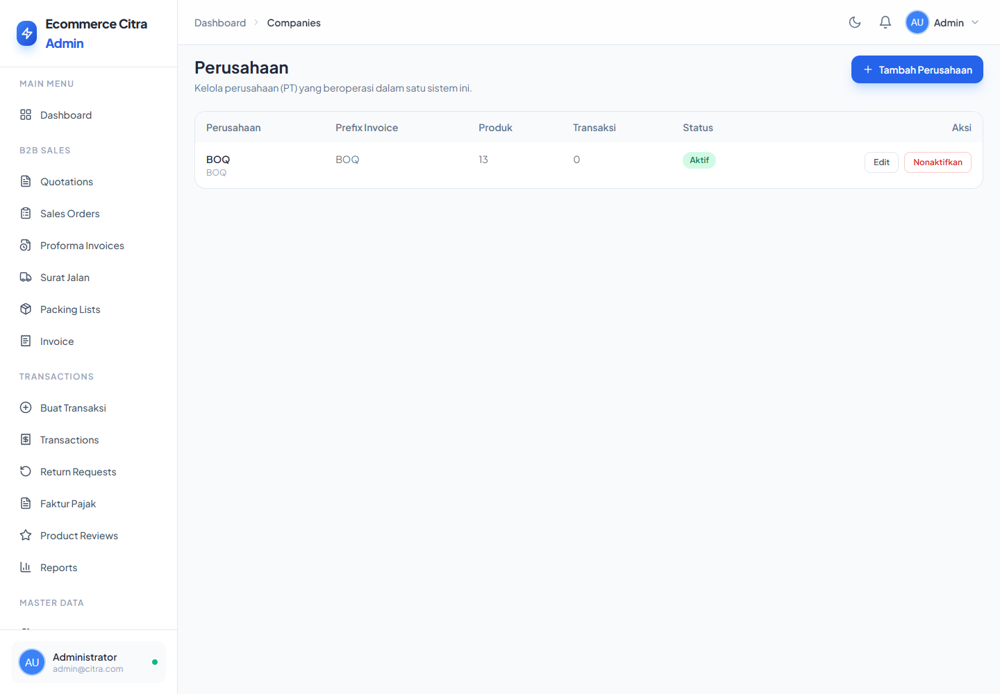 Ecommerce Citra
Admin
MAIN MENU
Dashboard
B2B SALES
Quotations
Sales Orders
Proforma Invoices
Surat Jalan
Packing Lists
Invoice
TRANSACTIONS
Buat Transaksi
Transactions
Return Requests
Faktur Pajak
Product Reviews
Reports
MASTER DATA
AU
Administrator
admin@citra.com
Dashboard
Companies
AU
Admin
Perusahaan
Kelola perusahaan (PT) yang beroperasi dalam satu sistem ini.
Tambah Perusahaan
Perusahaan Prefix Invoice Produk Transaksi Status Aksi
BOQ BOQ 13 0 Aktif Edit Nonaktifkan
BOQ